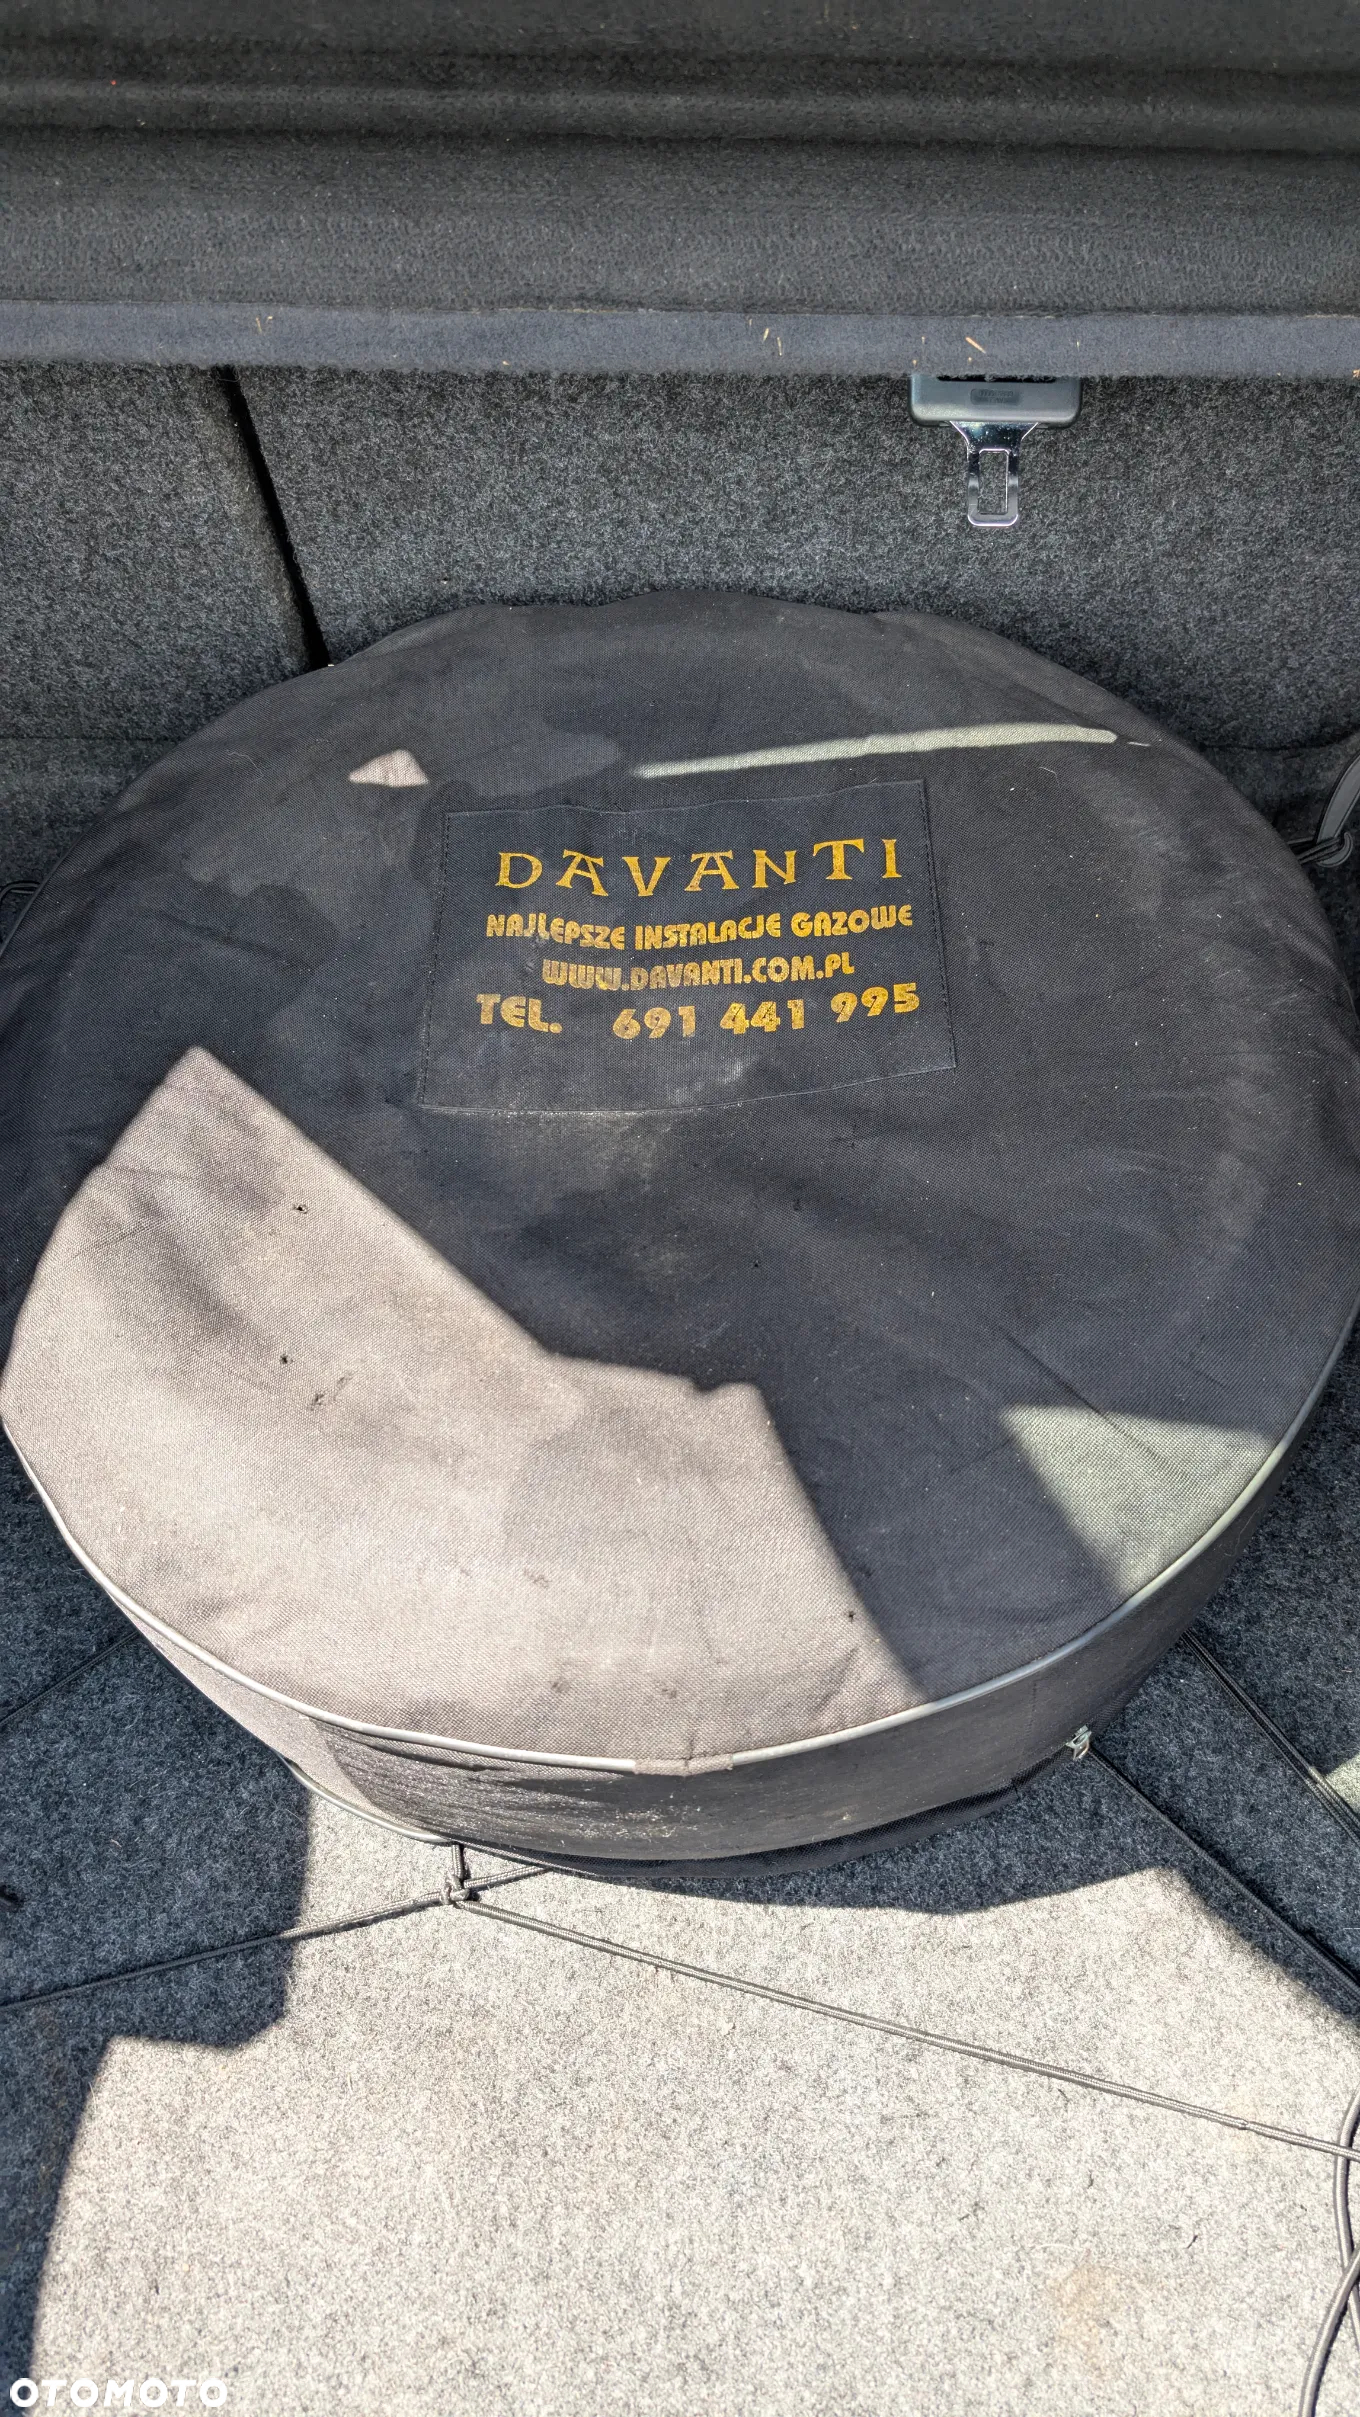 DAVANTI
NAJLEPSZE INSTALACJE GAZOWE
WWW.DAVANTI.COM.PL
TEL. 691 441 995
OTOMOTO